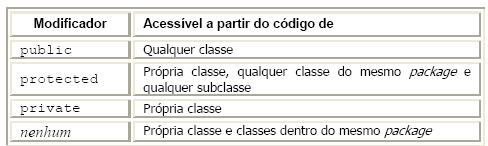 Modificador Acessível a partir do código de
public Qualquer classe
protected Própria classe, qualquer classe do mesmo package e
qualquer subclasse
private Própria classe
nenhum Própria classe e classes dentro do mesmo package